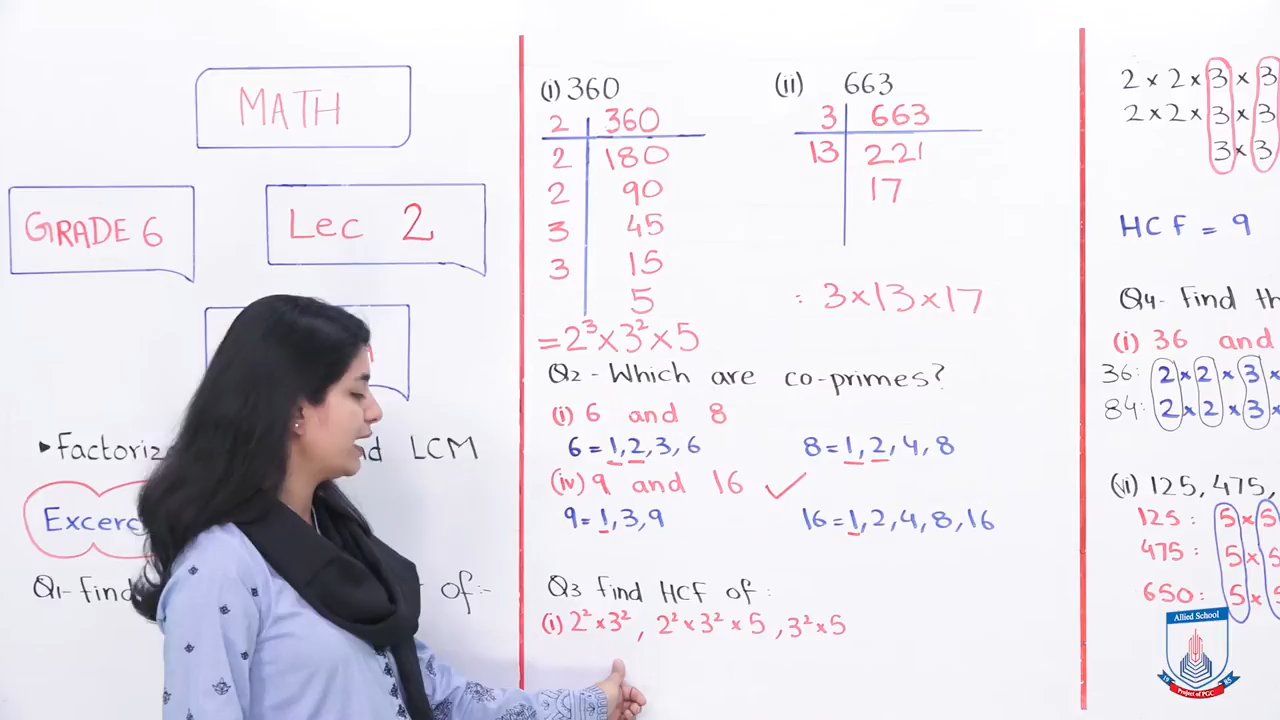 MATH
GRADE 6
Lec 2
Factoriz
nd LCM
Excerc
Q1-find
of:-
(i) 360
2 360
2 180
2 90
3 45
3 15
5
=2³×3²×5
(ii) 663
3 663
13 221
17
: 3×13×17
Q2-Which are co-primes?
(i) 6 and 8
6=1,2,3,6 8=1,2,4,8
(iv) 9 and 16 ✓
9=1,3,9 16=1,2,4,8,16
Q3 find HCF of:
(i) 2²×3², 2²×3²×5, 3²×5
2×2×3×3
2×2×3×3
3×3
HCF = 9
Q4- Find th
(i) 36 and
36: 2×2×3×
84: 2×2×3×
(vi) 125, 475,
125: 5×5
475: 5×5
650: 5×5
Allied School
19 85
Project of PGC